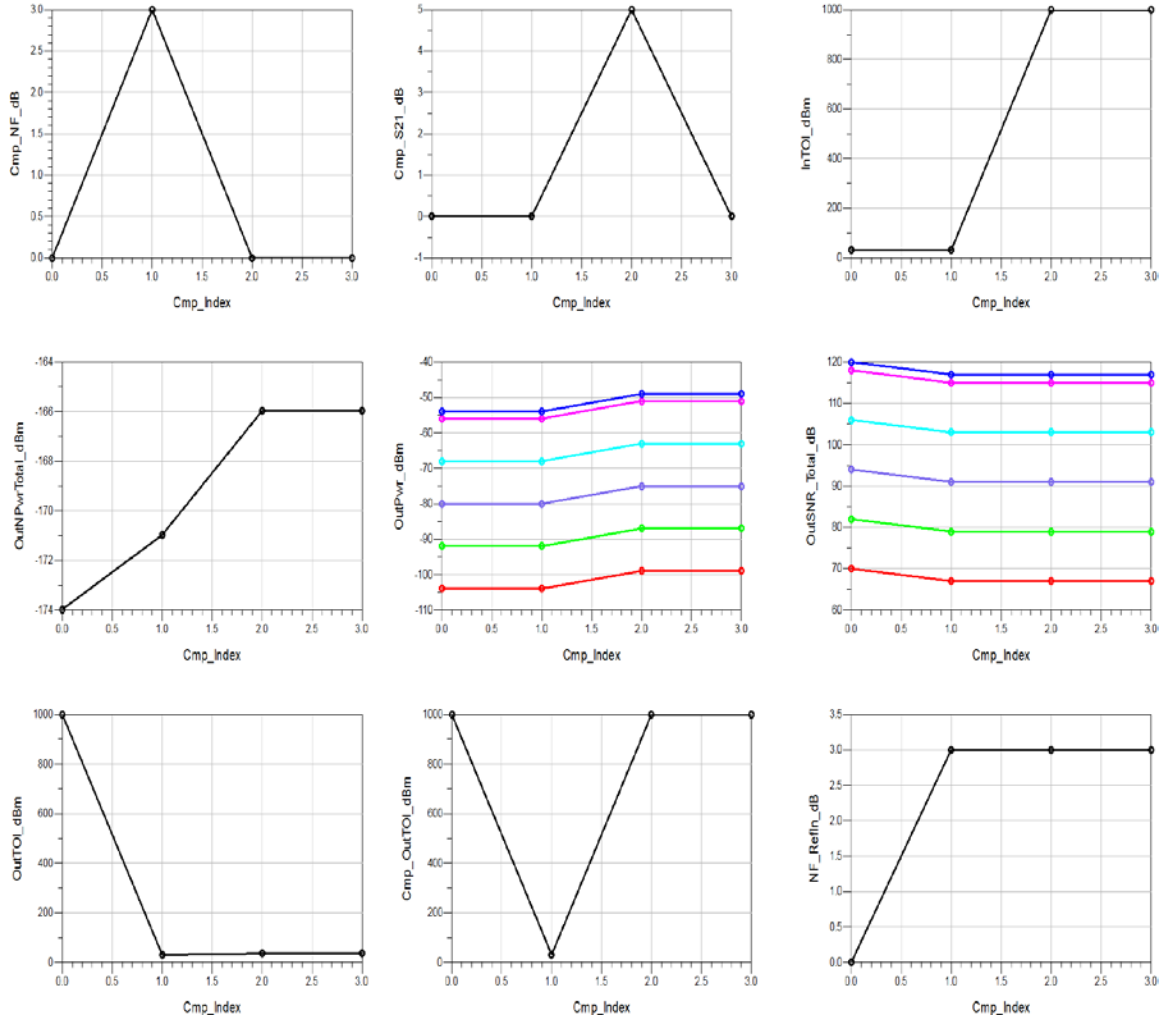 Cmp_NF_dB
3.0
2.5
2.0
1.5
1.0
0.5
0.0
0.0 0.5 1.0 1.5 2.0 2.5 3.0
Cmp_Index
Cmp_S21_dB
5
4
3
2
1
0
-1
0.0 0.5 1.0 1.5 2.0 2.5 3.0
Cmp_Index
InTOI_dBm
1000
800
600
400
200
0
0.0 0.5 1.0 1.5 2.0 2.5 3.0
Cmp_Index
OutNPwrTotal_dBm
-164
-166
-168
-170
-172
-174
0.0 0.5 1.0 1.5 2.0 2.5 3.0
Cmp_Index
OutPwr_dBm
-40
-50
-60
-70
-80
-90
-100
-110
0.0 0.5 1.0 1.5 2.0 2.5 3.0
Cmp_Index
OutSNR_Total_dB
120
110
100
90
80
70
60
0.0 0.5 1.0 1.5 2.0 2.5 3.0
Cmp_Index
OutTOI_dBm
1000
800
600
400
200
0
0.0 0.5 1.0 1.5 2.0 2.5 3.0
Cmp_Index
Cmp_OutTOI_dBm
1000
800
600
400
200
0
0.0 0.5 1.0 1.5 2.0 2.5 3.0
Cmp_Index
NF_RefIn_dB
3.5
3.0
2.5
2.0
1.5
1.0
0.5
0.0
0.0 0.5 1.0 1.5 2.0 2.5 3.0
Cmp_Index